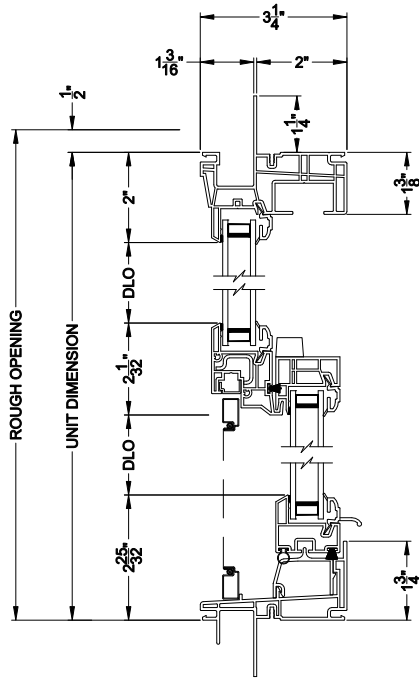 3 1/4"
1 3/16"
2"
1/2"
1 1/4"
1 3/8"
2"
DLO
2 1/32"
DLO
2 25/32"
1 3/4"
ROUGH OPENING
UNIT DIMENSION